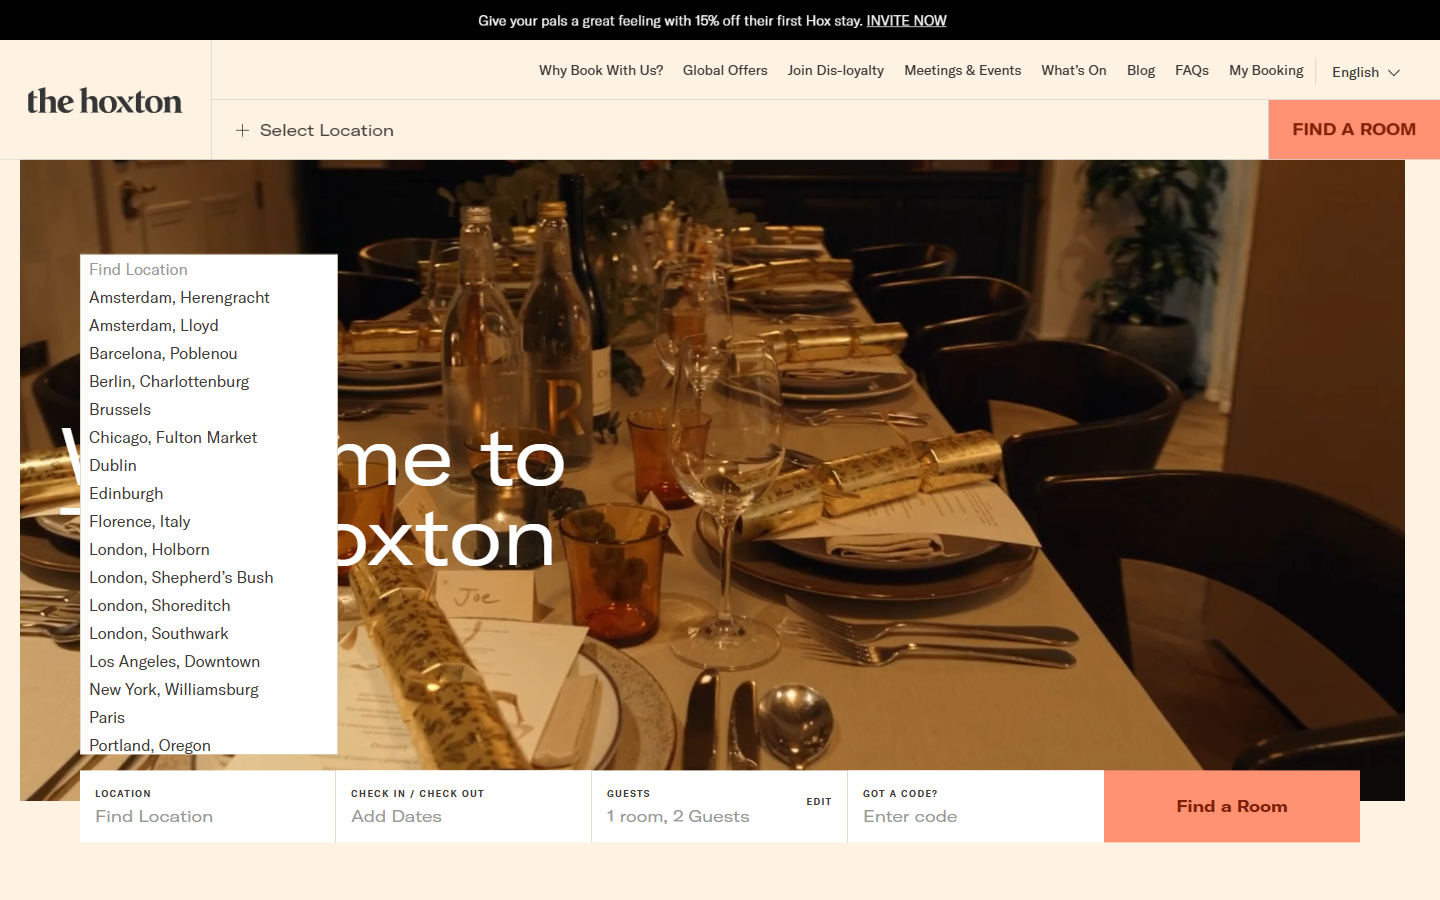 Give your pals a great feeling with 15% off their first Hox stay. INVITE NOW
the hoxton
Why Book With Us?
Global Offers
Join Dis-loyalty
Meetings & Events
What's On
Blog
FAQs
My Booking
English
Select Location
FIND A ROOM
Find Location
Amsterdam, Herengracht
Amsterdam, Lloyd
Barcelona, Poblenou
Berlin, Charlottenburg
Brussels
Chicago, Fulton Market
Dublin
Edinburgh
Florence, Italy
London, Holborn
London, Shepherd's Bush
London, Shoreditch
London, Southwark
Los Angeles, Downtown
New York, Williamsburg
Paris
Portland, Oregon
me to
oxton
R
Joe
LOCATION
Find Location
CHECK IN / CHECK OUT
Add Dates
GUESTS
1 room, 2 Guests
EDIT
GOT A CODE?
Enter code
Find a Room